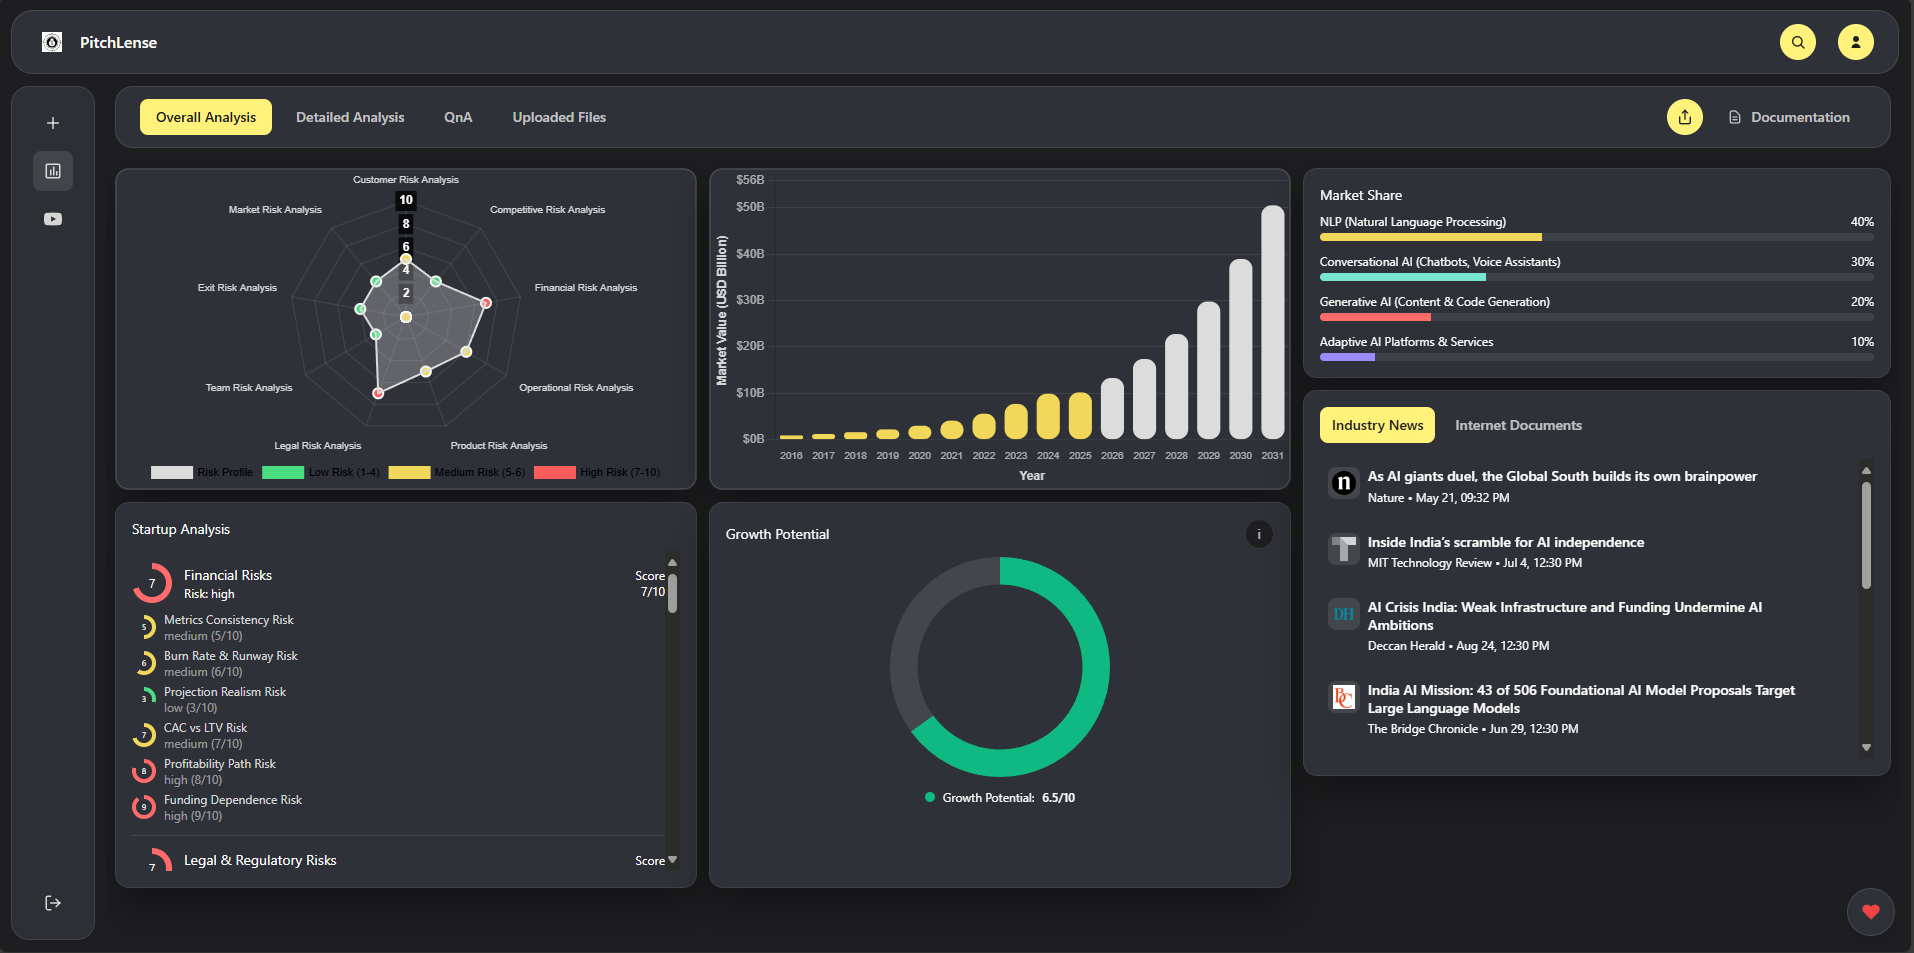 PitchLense
Overall Analysis
Detailed Analysis
QnA
Uploaded Files
Documentation
Customer Risk Analysis
Market Risk Analysis
Competitive Risk Analysis
Exit Risk Analysis
Financial Risk Analysis
Team Risk Analysis
Operational Risk Analysis
Legal Risk Analysis
Product Risk Analysis
10
8
6
4
2
Risk Profile
Low Risk (1-4)
Medium Risk (5-6)
High Risk (7-10)
Market Value (USD Billion)
$56B
$50B
$40B
$30B
$20B
$10B
$0B
2016 2017 2018 2019 2020 2021 2022 2023 2024 2025 2026 2027 2028 2029 2030 2031
Year
Market Share
NLP (Natural Language Processing) 40%
Conversational AI (Chatbots, Voice Assistants) 30%
Generative AI (Content & Code Generation) 20%
Adaptive AI Platforms & Services 10%
Industry News
Internet Documents
n
As AI giants duel, the Global South builds its own brainpower
Nature • May 21, 09:32 PM
Inside India’s scramble for AI independence
MIT Technology Review • Jul 4, 12:30 PM
DH
AI Crisis India: Weak Infrastructure and Funding Undermine AI
Ambitions
Deccan Herald • Aug 24, 12:30 PM
BC
India AI Mission: 43 of 506 Foundational AI Model Proposals Target
Large Language Models
The Bridge Chronicle • Jun 29, 12:30 PM
Startup Analysis
7
Financial Risks
Risk: high
Score
7/10
5
Metrics Consistency Risk
medium (5/10)
6
Burn Rate & Runway Risk
medium (6/10)
3
Projection Realism Risk
low (3/10)
7
CAC vs LTV Risk
medium (7/10)
8
Profitability Path Risk
high (8/10)
9
Funding Dependence Risk
high (9/10)
7
Legal & Regulatory Risks
Score
Growth Potential
i
Growth Potential: 6.5/10